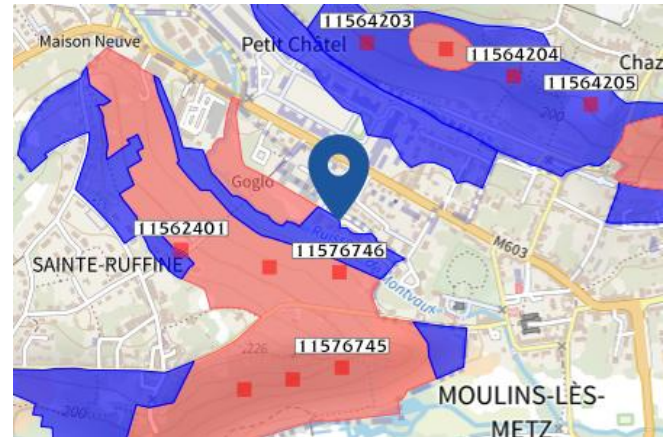 11564203
Maison Neuve
Petit Châtel
11564204
Chaz
11564205
200
Goglo
11562401
M603
SAINTE-RUFFINE
11576746
226
11576745
MOULINS-LÈS-
METZ
200